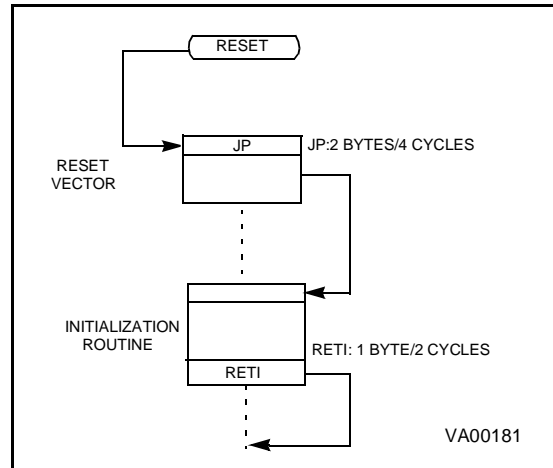 RESET
JP
JP:2 BYTES/4 CYCLES
RESET
VECTOR
INITIALIZATION
ROUTINE
RETI: 1 BYTE/2 CYCLES
RETI
VA00181